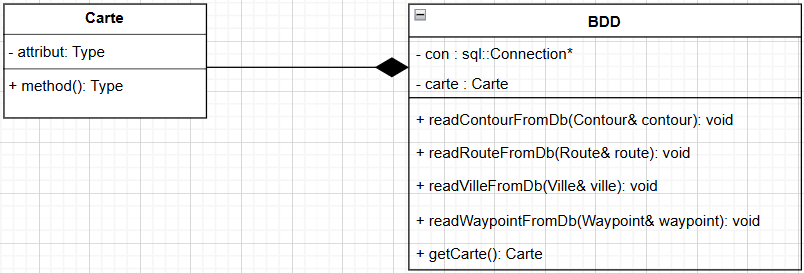 Carte
- attribut: Type
+ method(): Type
BDD
- con : sql::Connection*
- carte : Carte
+ readContourFromDb(Contour& contour): void
+ readRouteFromDb(Route& route): void
+ readVilleFromDb(Ville& ville): void
+ readWaypointFromDb(Waypoint& waypoint): void
+ getCarte(): Carte